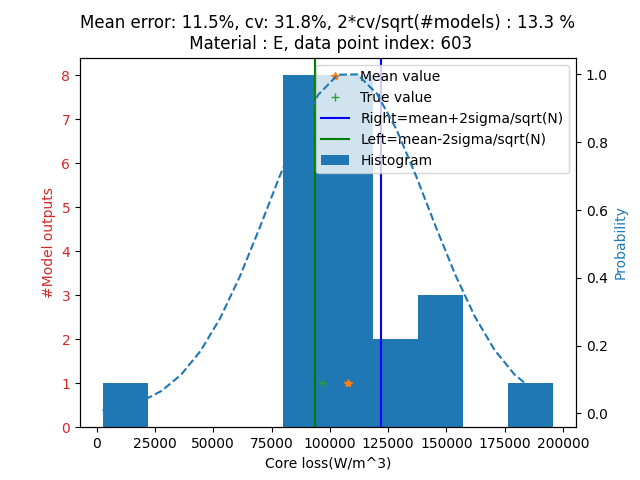 Mean error: 11.5%, cv: 31.8%, 2*cv/sqrt(#models) : 13.3 %
Material : E, data point index: 603
8
7
6
5
4
3
2
1
0
#Model outputs
Mean value
True value
Right=mean+2sigma/sqrt(N)
Left=mean-2sigma/sqrt(N)
Histogram
1.0
0.8
0.6
0.4
0.2
0.0
Probability
0 25000 50000 75000 100000 125000 150000 175000 200000
Core loss(W/m^3)